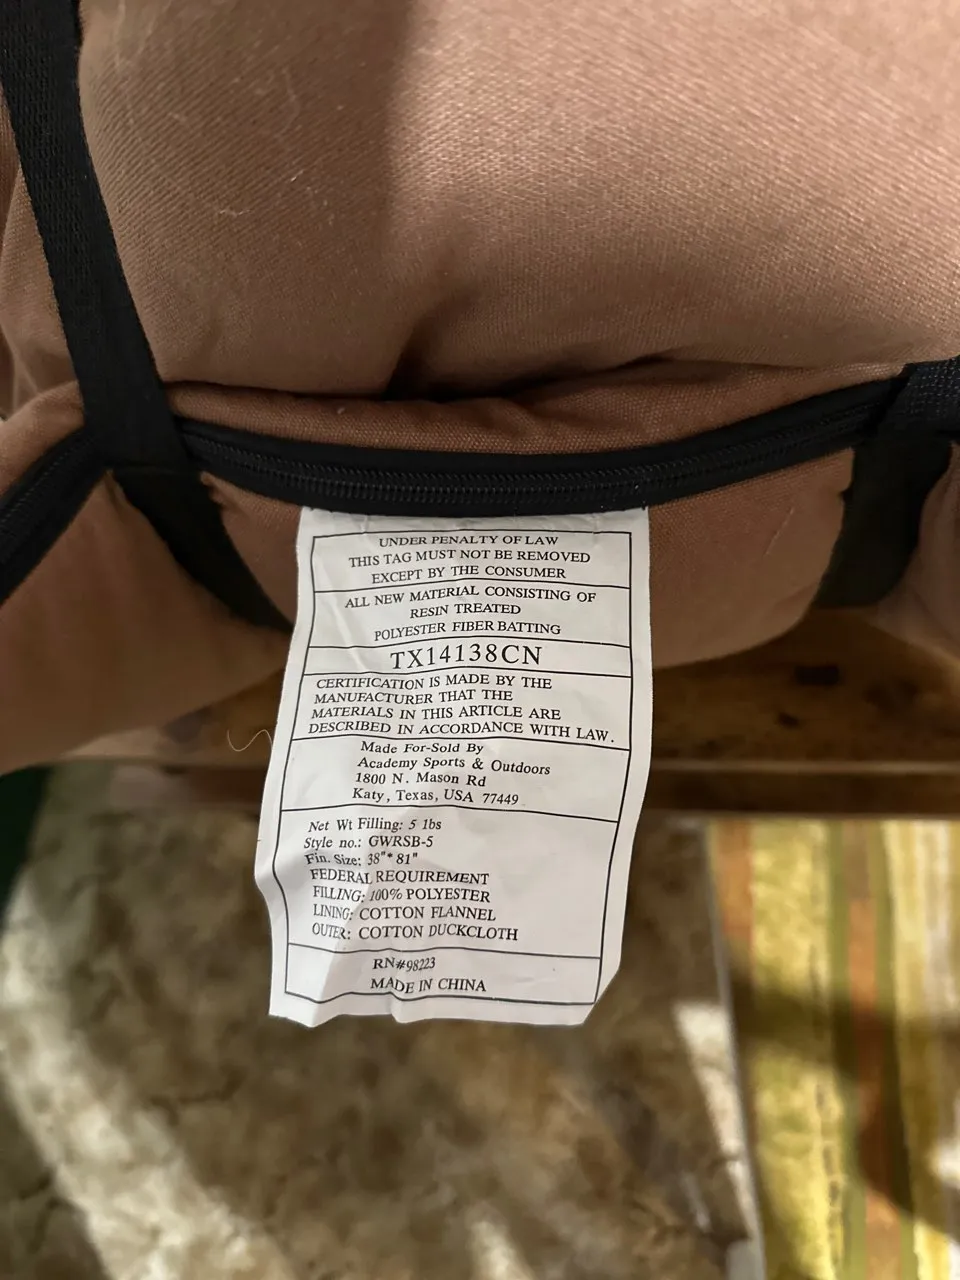 UNDER PENALTY OF LAW
THIS TAG MUST NOT BE REMOVED
EXCEPT BY THE CONSUMER
ALL NEW MATERIAL CONSISTING OF
RESIN TREATED
POLYESTER FIBER BATTING
TX14138CN
CERTIFICATION IS MADE BY THE
MANUFACTURER THAT THE
MATERIALS IN THIS ARTICLE ARE
DESCRIBED IN ACCORDANCE WITH LAW.
Made For-Sold By
Academy Sports & Outdoors
1800 N. Mason Rd
Katy, Texas, USA 77449
Net Wt Filling: 5 lbs
Style no.: GWRSB-5
Fin. Size: 38"* 81"
FEDERAL REQUIREMENT
FILLING: 100% POLYESTER
LINING: COTTON FLANNEL
OUTER: COTTON DUCKCLOTH
RN#98223
MADE IN CHINA